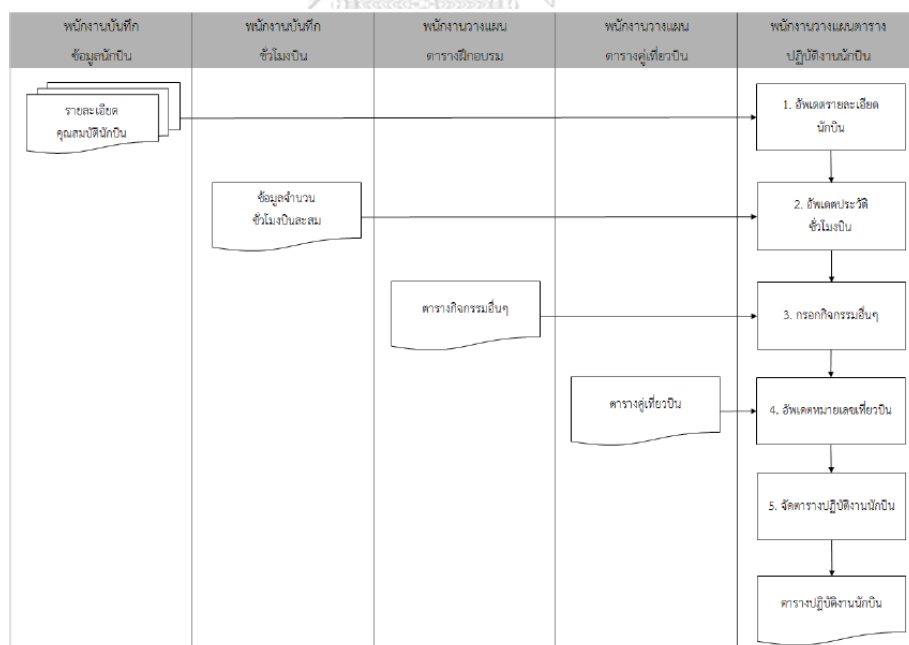 พนักงานบันทึก
ข้อมูลนักบิน
พนักงานบันทึก
ชั่วโมงบิน
พนักงานวางแผน
ตารางฝึกอบรม
พนักงานวางแผน
ตารางคู่เที่ยวบิน
พนักงานวางแผนตาราง
ปฏิบัติงานนักบิน
รายละเอียด
คุณสมบัตินักบิน
1. อัพเดตรายละเอียด
นักบิน
ข้อมูลจำนวน
ชั่วโมงบินสะสม
2. อัพเดตประวัติ
ชั่วโมงบิน
ตารางกิจกรรมอื่นๆ
3. กรอกกิจกรรมอื่นๆ
ตารางคู่เที่ยวบิน
4. อัพเดตหมายเลขเที่ยวบิน
5. จัดตารางปฏิบัติงานนักบิน
ตารางปฏิบัติงานนักบิน